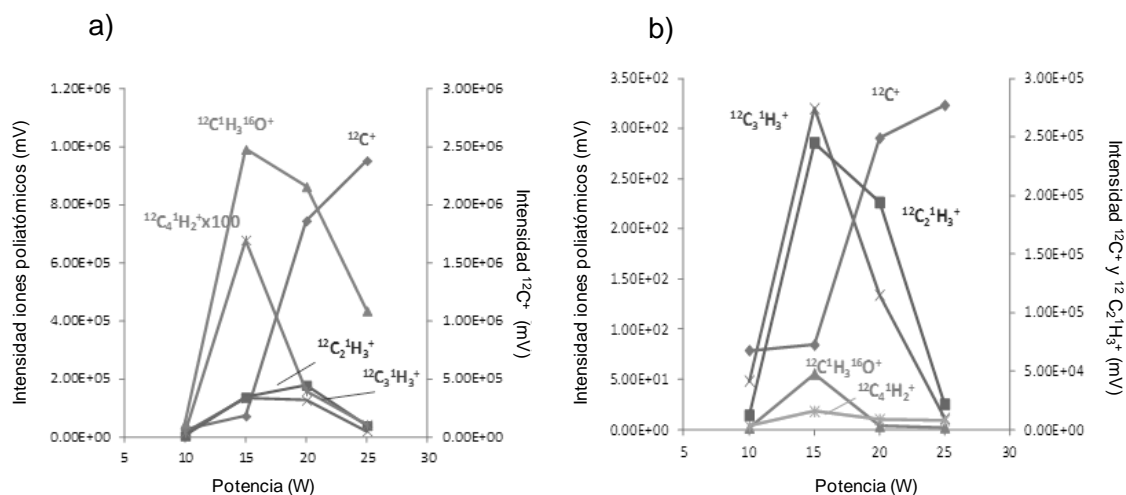 a)
Intensidad iones poliatómicos (mV)
1.20E+06
1.00E+06
8.00E+05
6.00E+05
4.00E+05
2.00E+05
0.00E+00
¹²C¹H₃¹⁶O⁺
¹²C⁺
¹²C₄¹H₂⁺x100
¹²C₂¹H₃⁺
¹²C₃¹H₃⁺
3.00E+06
2.50E+06
2.00E+06
1.50E+06
1.00E+06
5.00E+05
0.00E+00
Intensidad ¹²C⁺ (mV)
5 10 15 20 25 30
Potencia (W)
b)
Intensidad iones poliatómicos (mV)
3.50E+02
3.00E+02
2.50E+02
2.00E+02
1.50E+02
1.00E+02
5.00E+01
0.00E+00
¹²C⁺
¹²C₃¹H₃⁺
¹²C₂¹H₃⁺
¹²C¹H₃¹⁶O⁺
¹²C₄¹H₂⁺
3.00E+05
2.50E+05
2.00E+05
1.50E+05
1.00E+05
5.00E+04
0.00E+00
Intensidad ¹²C⁺ y ¹² C₂¹H₃⁺ (mV)
5 10 15 20 25 30
Potencia (W)